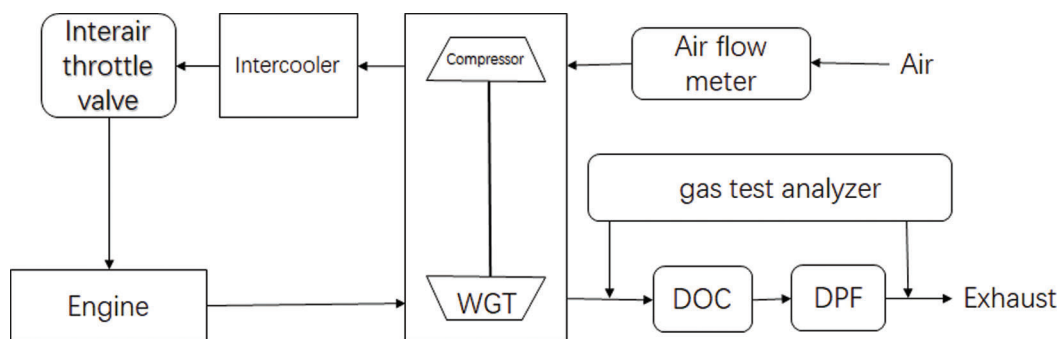 Interair
throttle
valve
Intercooler
Compressor
Air flow
meter
Air
gas test analyzer
Engine
WGT
DOC
DPF
Exhaust